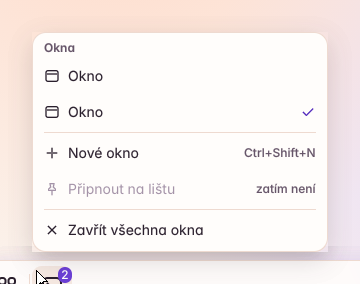 Okna
Okno
Okno
Nové okno Ctrl+Shift+N
Připnout na lištu zatím není
Zavřít všechna okna
2